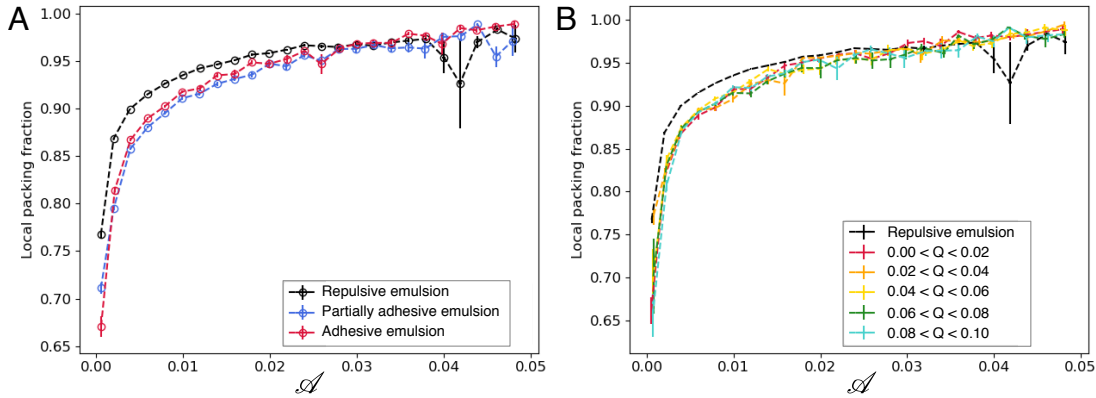 A
1.00
0.95
0.90
0.85
0.80
0.75
0.70
0.65
Local packing fraction
Repulsive emulsion
Partially adhesive emulsion
Adhesive emulsion
0.00
0.01
0.02
0.03
0.04
0.05
𝒜
B
1.00
0.95
0.90
0.85
0.80
0.75
0.70
0.65
Local packing fraction
Repulsive emulsion
0.00 < Q < 0.02
0.02 < Q < 0.04
0.04 < Q < 0.06
0.06 < Q < 0.08
0.08 < Q < 0.10
0.00
0.01
0.02
0.03
0.04
0.05
𝒜